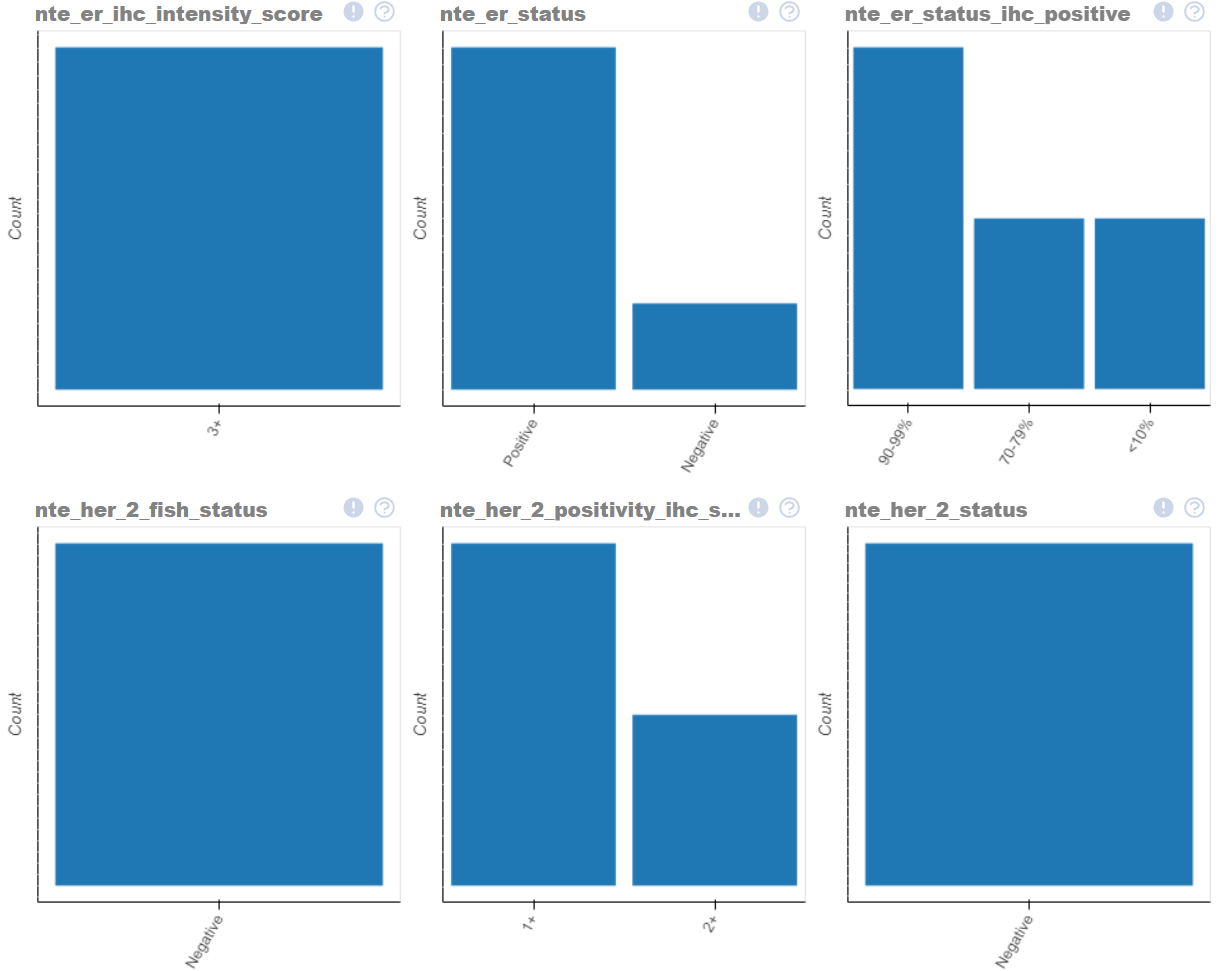 nte_er_ihc_intensity_score
nte_er_status
nte_er_status_ihc_positive
Count
3+
Count
Positive
Negative
Count
90-99%
70-79%
<10%
nte_her_2_fish_status
nte_her_2_positivity_ihc_s...
nte_her_2_status
Count
Negative
Count
1+
2+
Count
Negative